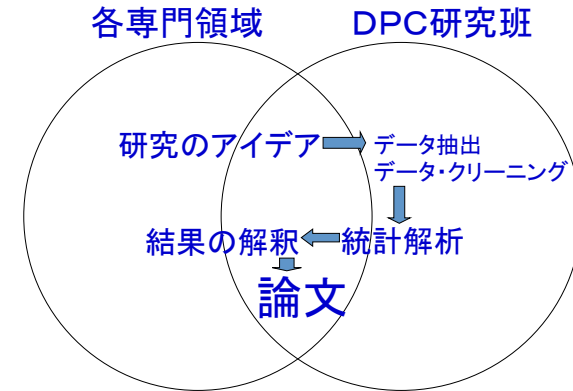 各専門領域
DPC研究班
研究のアイデア
データ抽出
データ・クリーニング
結果の解釈
統計解析
論文